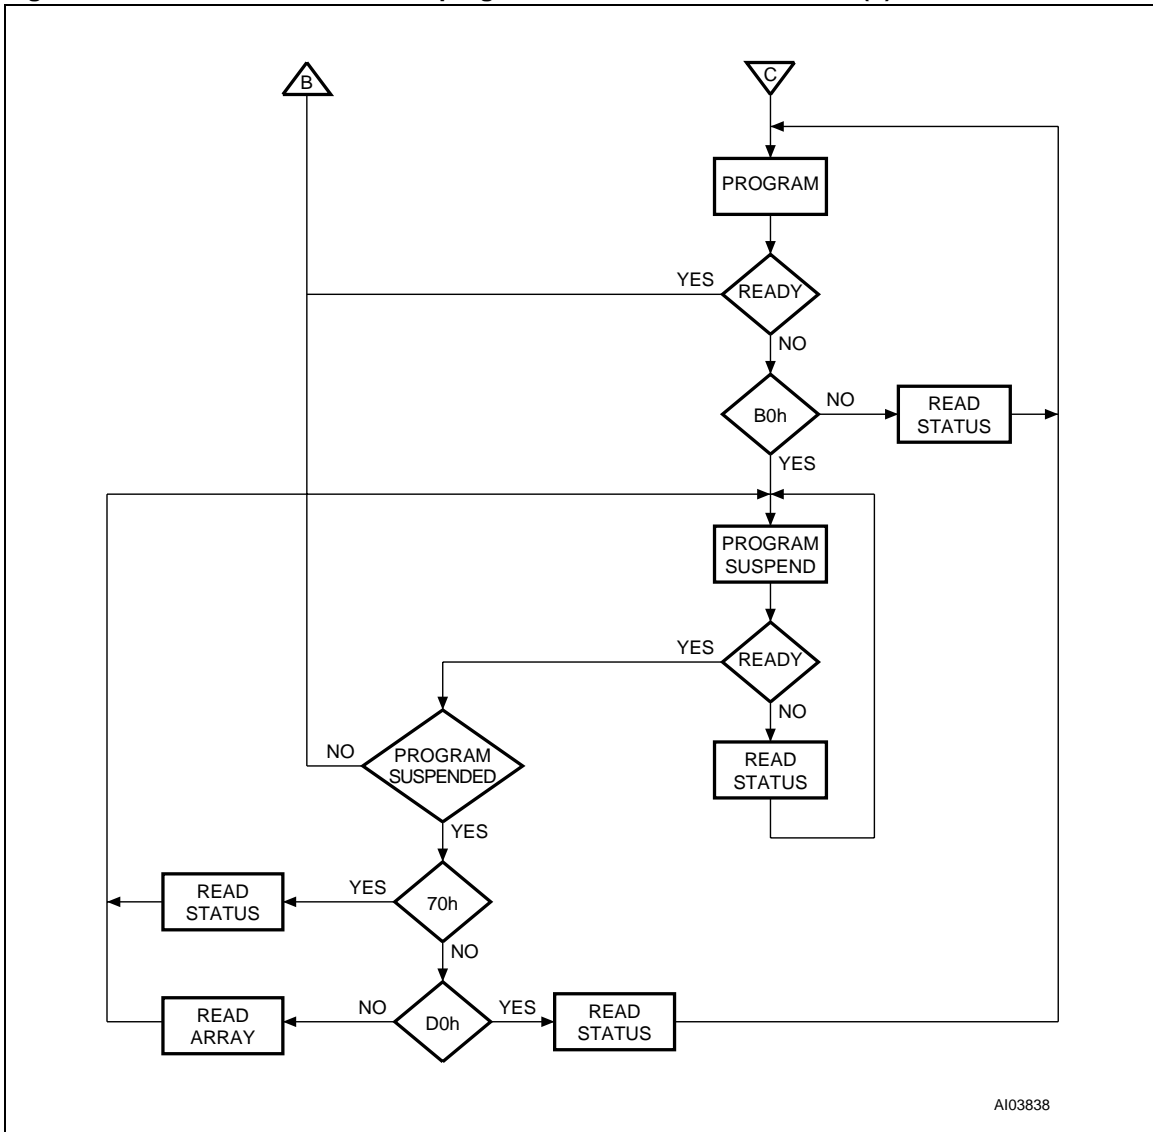 B
C
PROGRAM
YES
READY
NO
B0h
NO
READ
STATUS
YES
PROGRAM
SUSPEND
YES
READY
NO
NO
PROGRAM
SUSPENDED
READ
STATUS
YES
READ
STATUS
YES
70h
NO
READ
ARRAY
NO
D0h
YES
READ
STATUS
AI03838